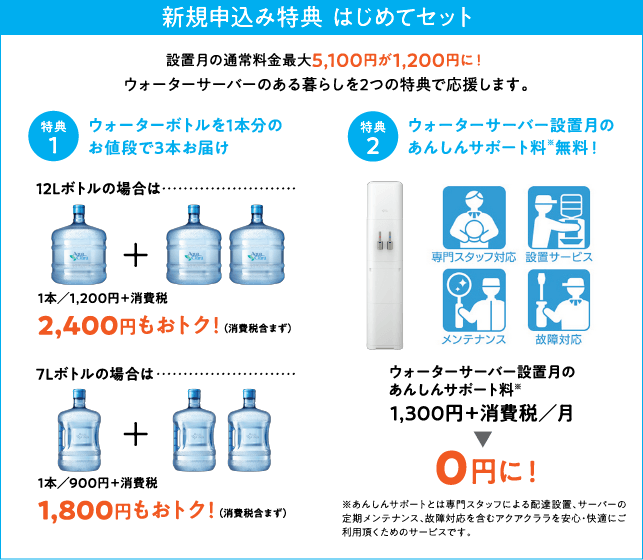 新規申込み特典 はじめてセット
設置月の通常料金最大5,100円が1,200円に！
ウォーターサーバーのある暮らしを2つの特典で応援します。
特典
1
ウォーターボトルを1本分の
お値段で3本お届け
12Lボトルの場合は
＋
1本／1,200円＋消費税
2,400円もおトク！（消費税含まず）
7Lボトルの場合は
＋
1本／900円＋消費税
1,800円もおトク！（消費税含まず）
特典
2
ウォーターサーバー設置月の
あんしんサポート料※無料！
専門スタッフ対応
設置サービス
メンテナンス
故障対応
ウォーターサーバー設置月の
あんしんサポート料※
1,300円＋消費税／月
▼
0円に！
※あんしんサポートとは専門スタッフによる配達設置、サーバーの
定期メンテナンス、故障対応を含むアクアクララを安心・快適にご
利用頂くためのサービスです。